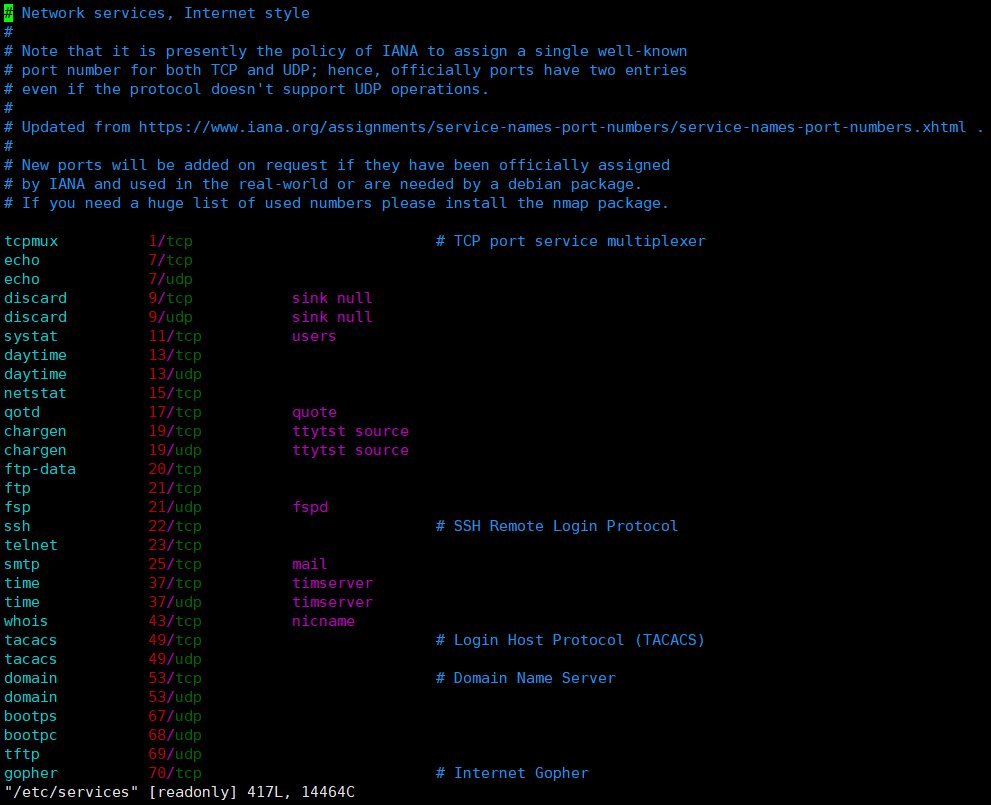 # Network services, Internet style
#
# Note that it is presently the policy of IANA to assign a single well-known
# port number for both TCP and UDP; hence, officially ports have two entries
# even if the protocol doesn't support UDP operations.
#
# Updated from https://www.iana.org/assignments/service-names-port-numbers/service-names-port-numbers.xhtml .
#
# New ports will be added on request if they have been officially assigned
# by IANA and used in the real-world or are needed by a debian package.
# If you need a huge list of used numbers please install the nmap package.

tcpmux          1/tcp                           # TCP port service multiplexer
echo            7/tcp
echo            7/udp
discard         9/tcp           sink null
discard         9/udp           sink null
systat          11/tcp          users
daytime         13/tcp
daytime         13/udp
netstat         15/tcp
qotd            17/tcp          quote
chargen         19/tcp          ttytst source
chargen         19/udp          ttytst source
ftp-data        20/tcp
ftp             21/tcp
fsp             21/udp          fspd
ssh             22/tcp                          # SSH Remote Login Protocol
telnet          23/tcp
smtp            25/tcp          mail
time            37/tcp          timserver
time            37/udp          timserver
whois           43/tcp          nicname
tacacs          49/tcp                          # Login Host Protocol (TACACS)
tacacs          49/udp
domain          53/tcp                          # Domain Name Server
domain          53/udp
bootps          67/udp
bootpc          68/udp
tftp            69/udp
gopher          70/tcp                          # Internet Gopher
"/etc/services" [readonly] 417L, 14464C